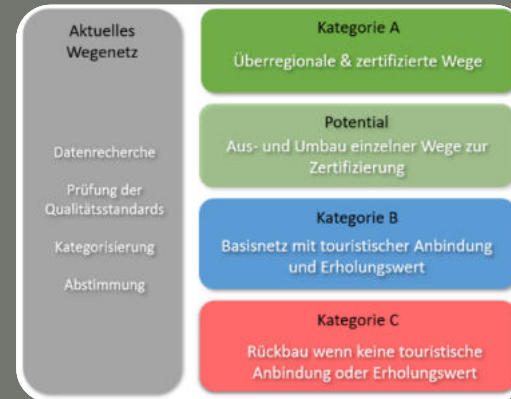 Aktuelles
Wegenetz
Datenrecherche
Prüfung der
Qualitätsstandards
Kategorisierung
Abstimmung
Kategorie A
Überregionale & zertifizierte Wege
Potential
Aus- und Umbau einzelner Wege zur
Zertifizierung
Kategorie B
Basisnetz mit touristischer Anbindung
und Erholungswert
Kategorie C
Rückbau wenn keine touristische
Anbindung oder Erholungswert